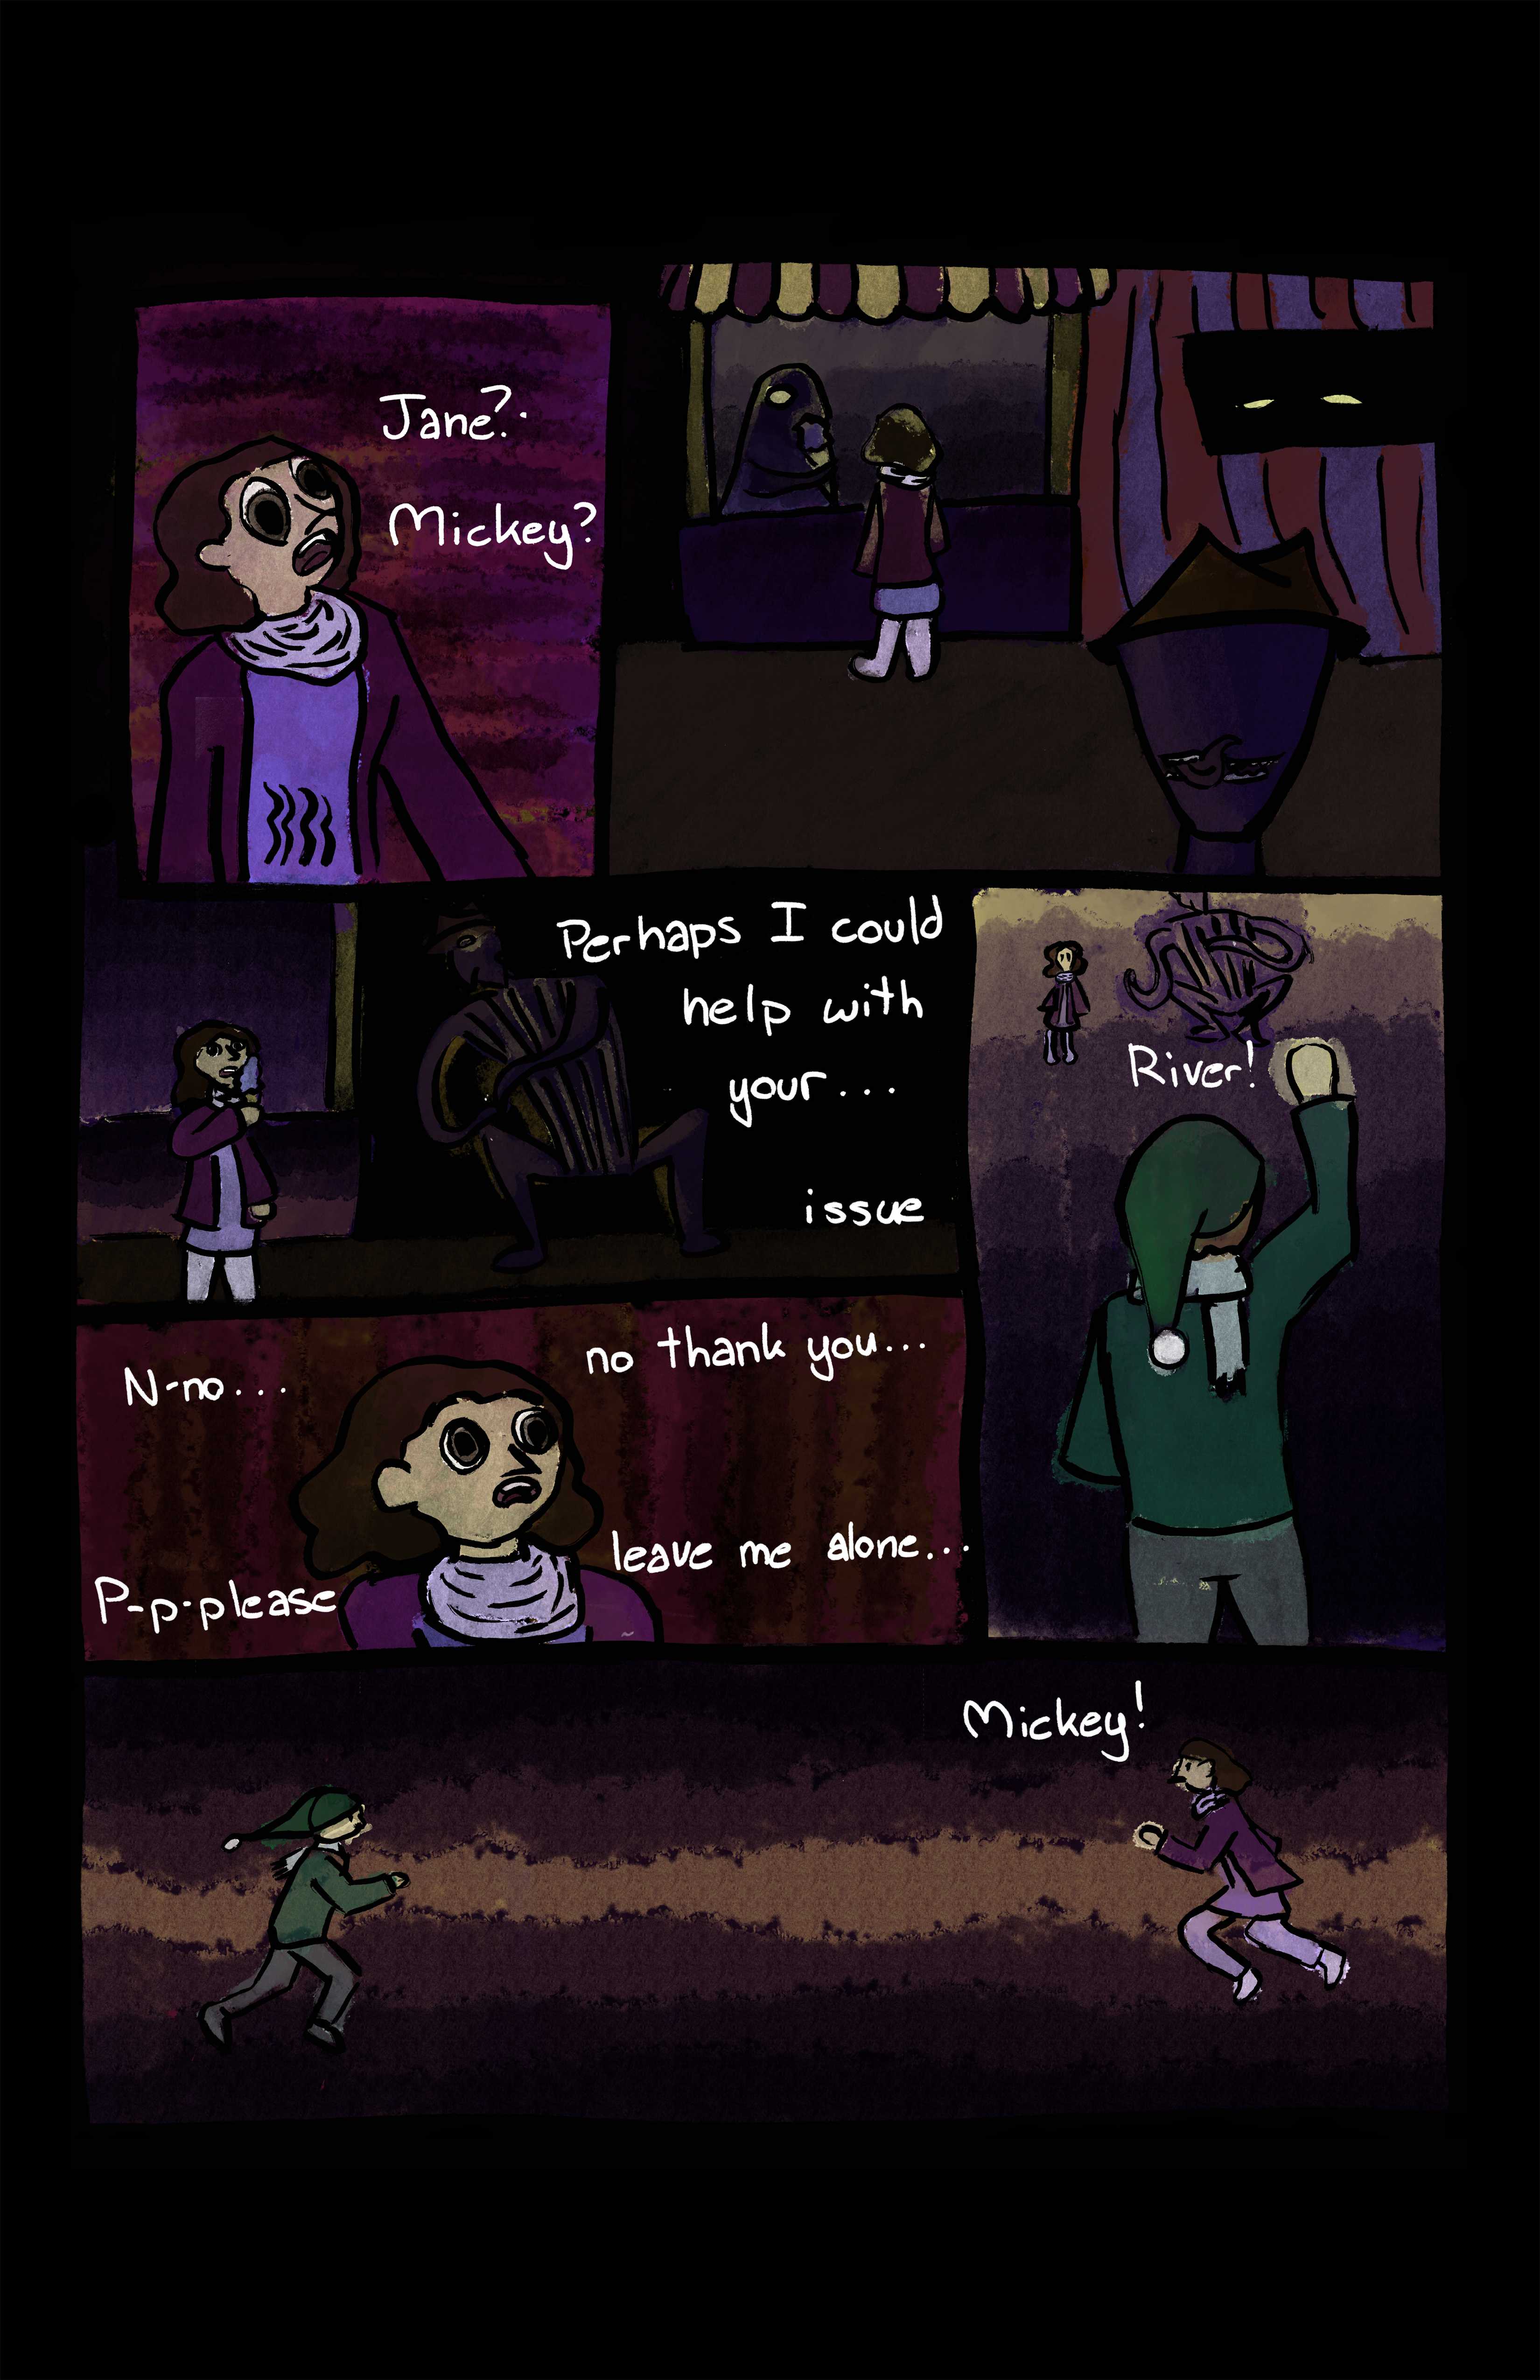 Jane?
Mickey?
Perhaps I could
help with
your...
issue
N-no...
no thank you...
P-p-please
leave me alone...
River!
Mickey!